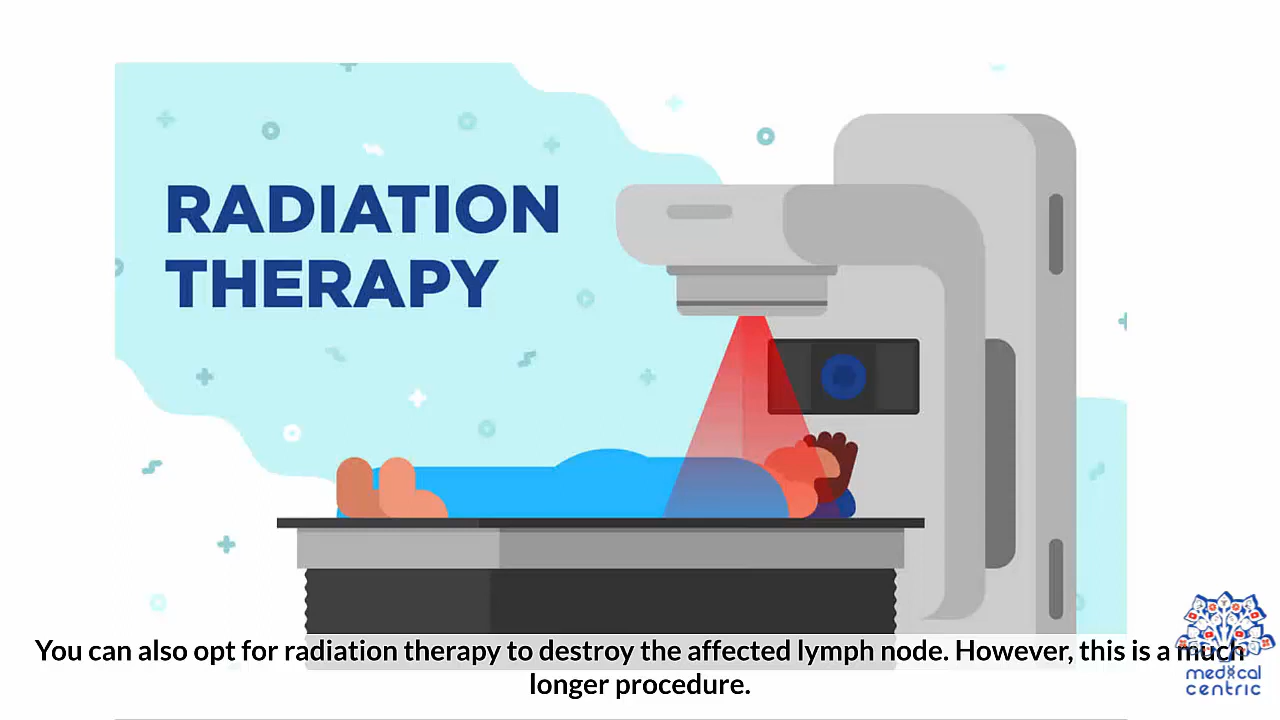 RADIATION
THERAPY
You can also opt for radiation therapy to destroy the affected lymph node. However, this is a much
longer procedure.
medical
centric